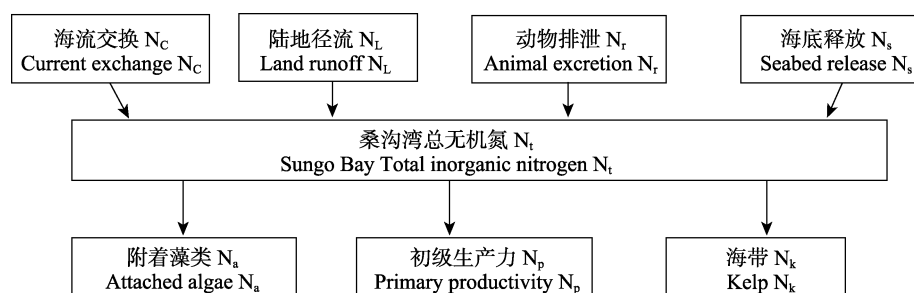 海流交换 N_C
Current exchange N_C
陆地径流 N_L
Land runoff N_L
动物排泄 N_r
Animal excretion N_r
海底释放 N_s
Seabed release N_s
桑沟湾总无机氮 N_t
Sungo Bay Total inorganic nitrogen N_t
附着藻类 N_a
Attached algae N_a
初级生产力 N_p
Primary productivity N_p
海带 N_k
Kelp N_k